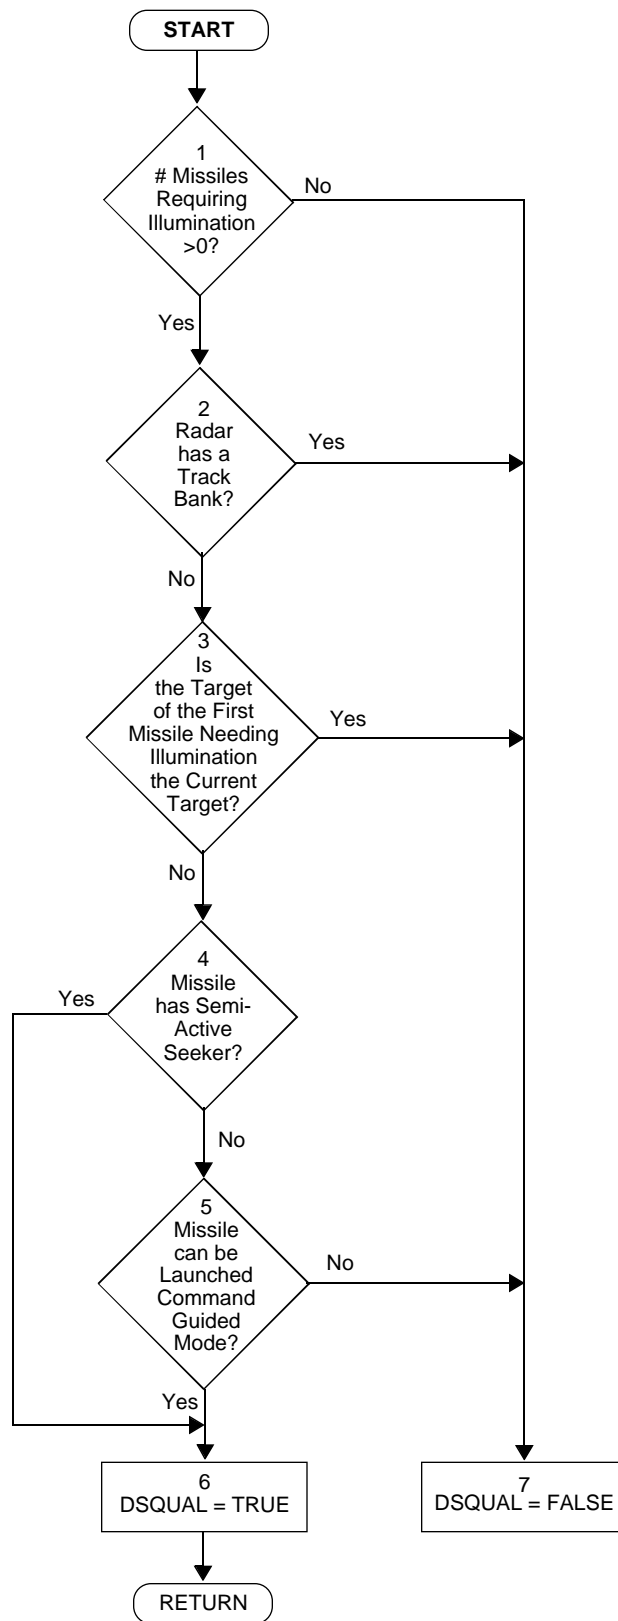 START
1
# Missiles
Requiring
Illumination
>0?
No
Yes
2
Radar
has a
Track
Bank?
Yes
No
3
Is
the Target
of the First
Missile Needing
Illumination
the Current
Target?
Yes
No
4
Missile
has Semi-
Active
Seeker?
Yes
No
5
Missile
can be
Launched
Command
Guided
Mode?
No
Yes
6
DSQUAL = TRUE
7
DSQUAL = FALSE
RETURN